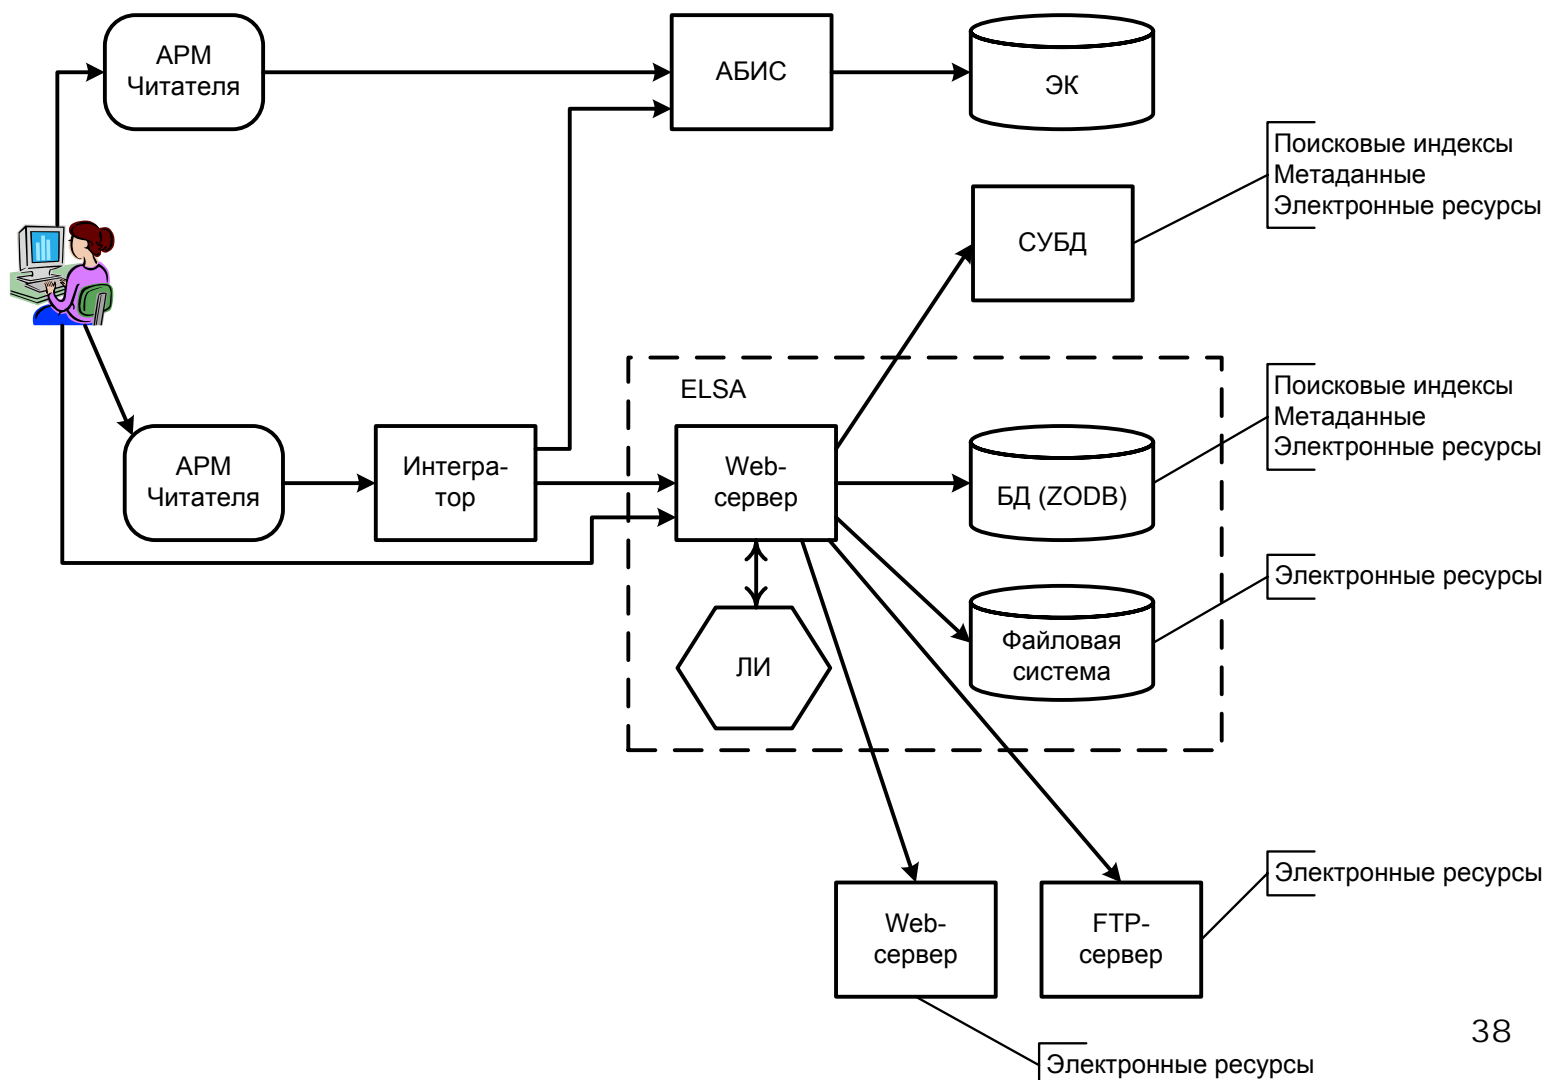 АРМ
Читателя
АБИС
ЭК
Поисковые индексы
Метаданные
Электронные ресурсы
СУБД
ELSA
Поисковые индексы
Метаданные
Электронные ресурсы
АРМ
Читателя
Интегра-
тор
Web-
сервер
БД (ZODB)
Электронные ресурсы
Файловая
система
ЛИ
Электронные ресурсы
Web-
сервер
FTP-
сервер
38
Электронные ресурсы